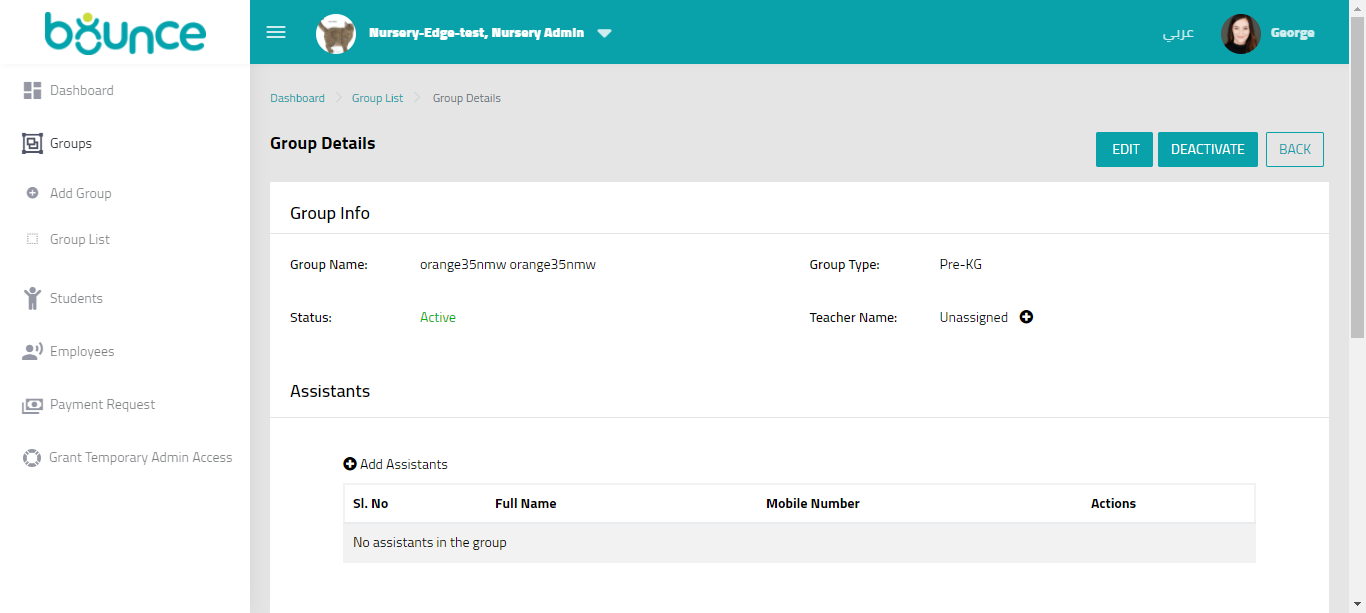 bounce
Nursery-Edge-test, Nursery Admin
عربي
George
Dashboard
Groups
Add Group
Group List
Students
Employees
Payment Request
Grant Temporary Admin Access
Dashboard Group List Group Details
Group Details
EDIT DEACTIVATE BACK
Group Info
Group Name: orange35nmw orange35nmw Group Type: Pre-KG
Status: Active Teacher Name: Unassigned
Assistants
Add Assistants
Sl. No Full Name Mobile Number Actions
No assistants in the group